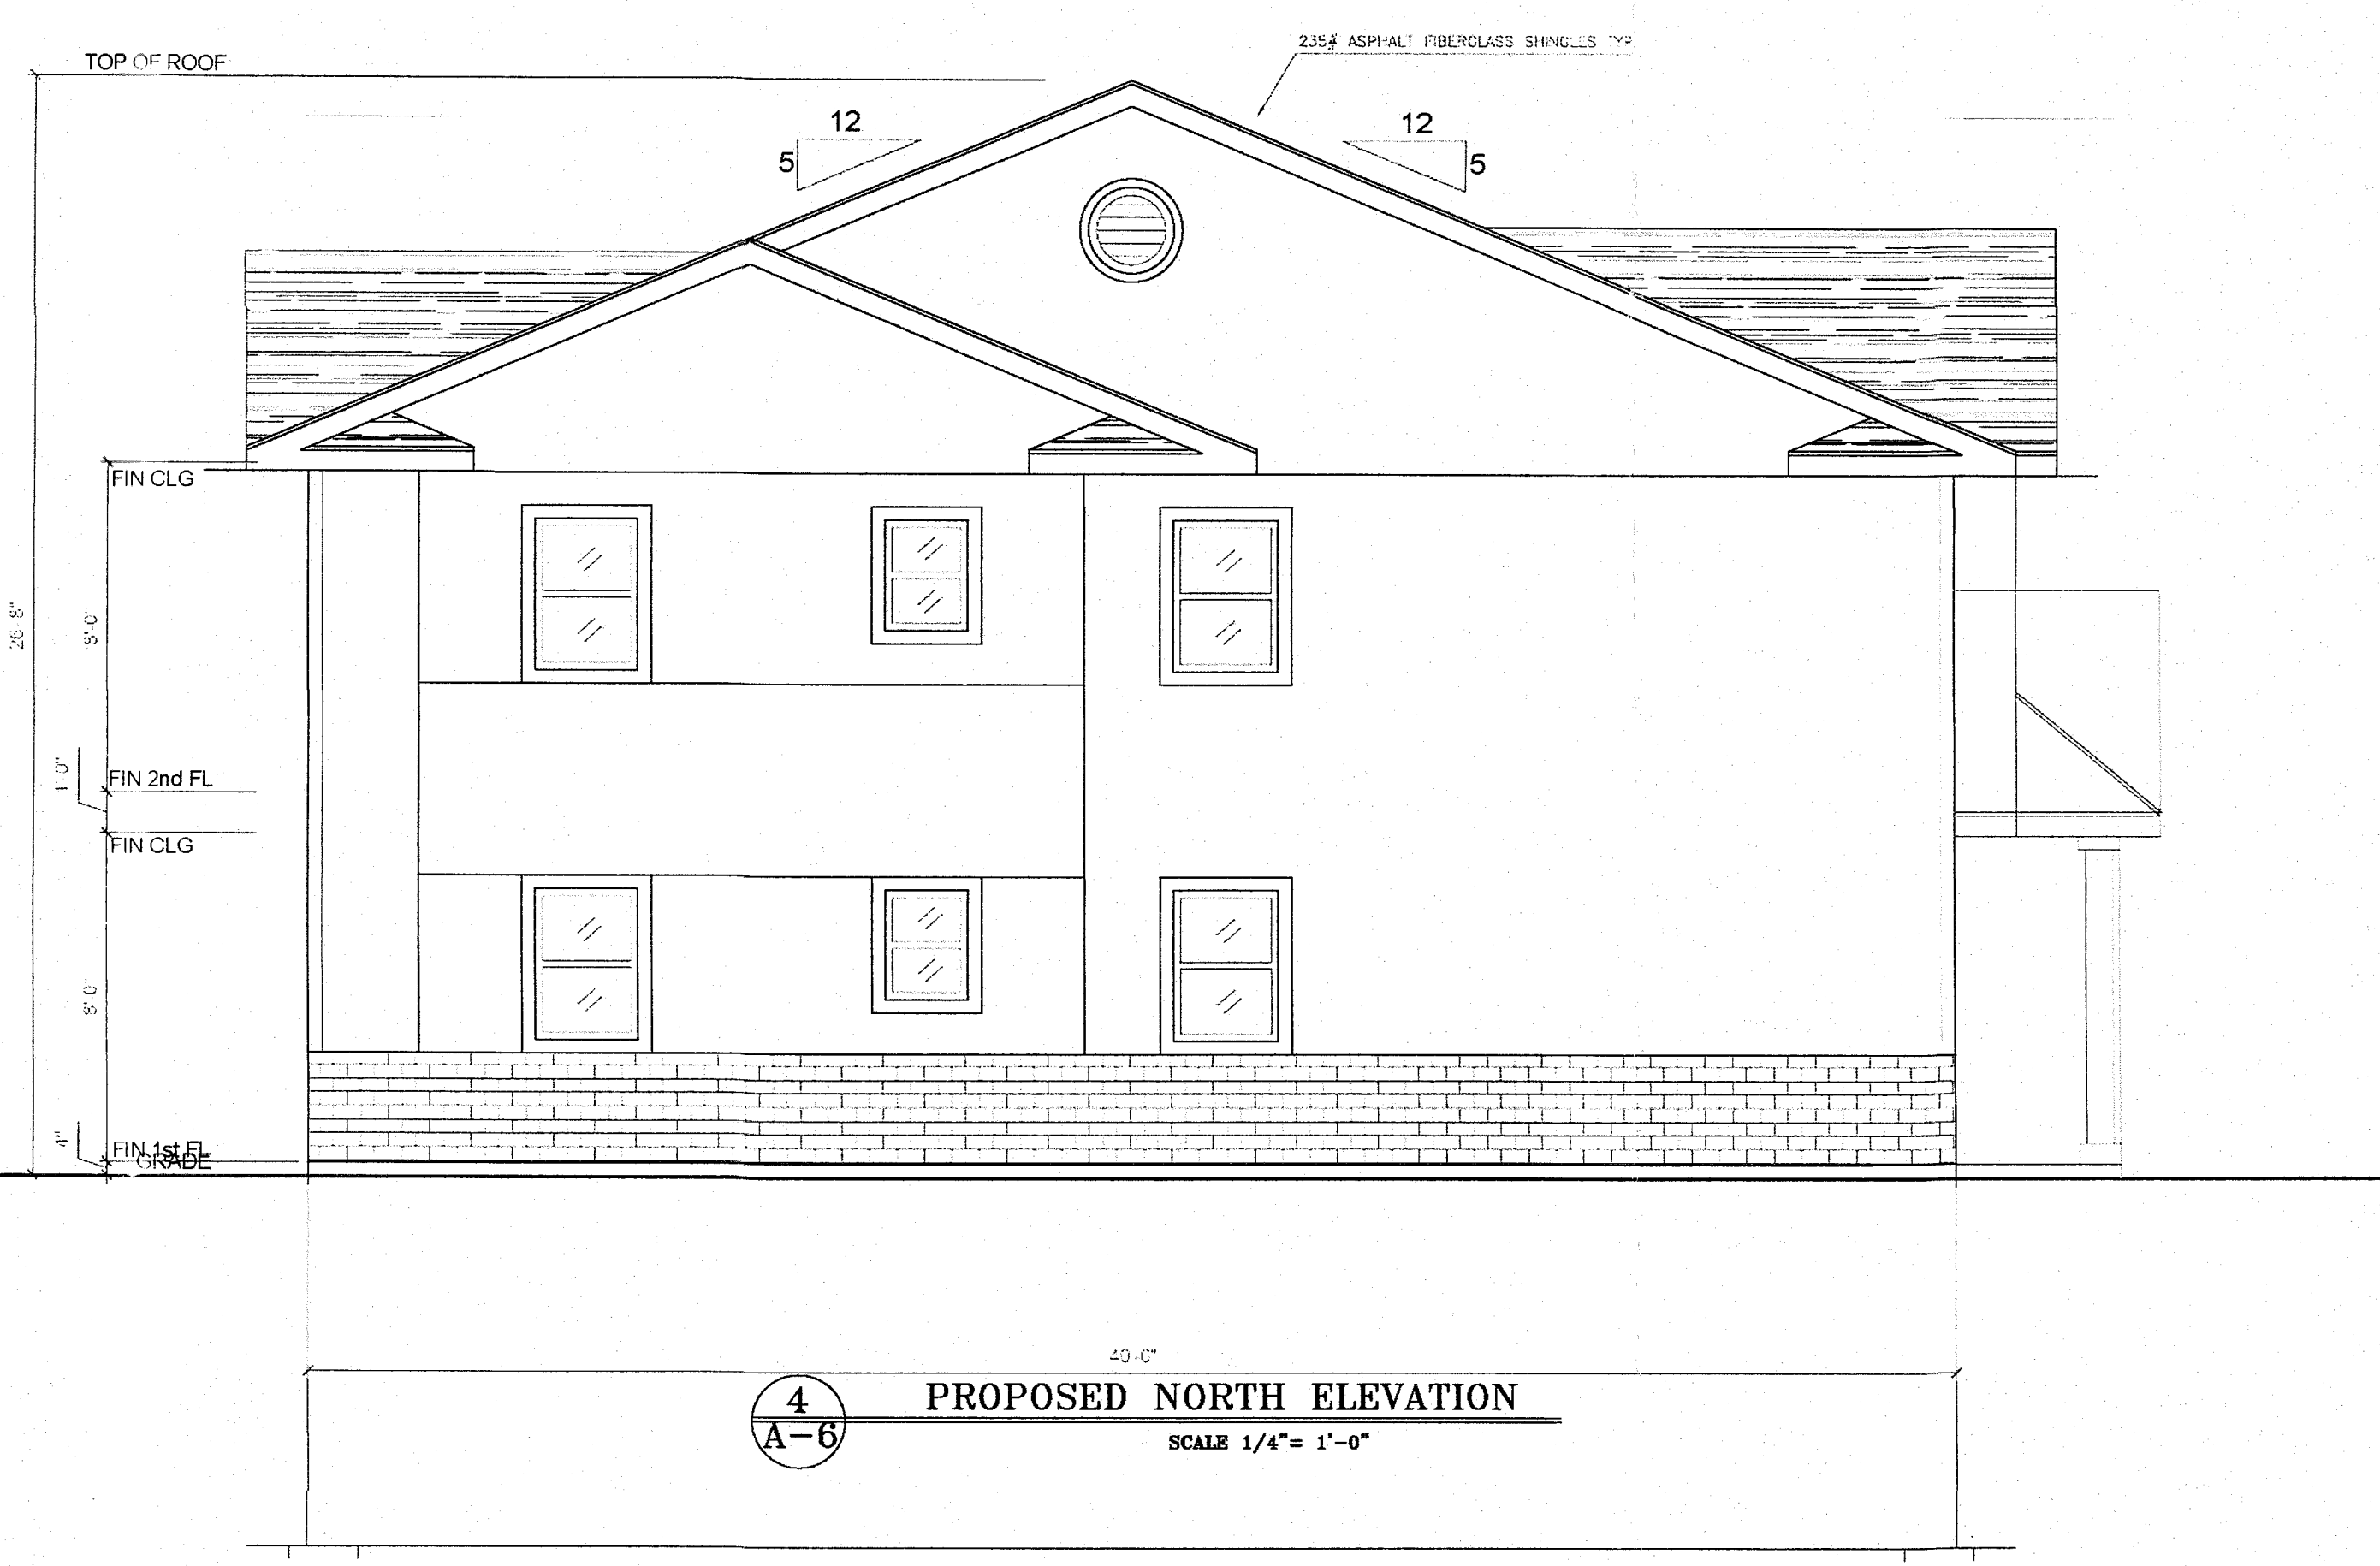 235# ASPHALT FIBERGLASS SHINGLES TYP.
TOP OF ROOF
12
12
5
5
FIN CLG
26'-8"
8'-0"
1'-0"
FIN 2nd FL
FIN CLG
8'-0"
4"
FIN 1st FL
GRADE
40'-0"
4
A-6
PROPOSED NORTH ELEVATION
SCALE 1/4"= 1'-0"